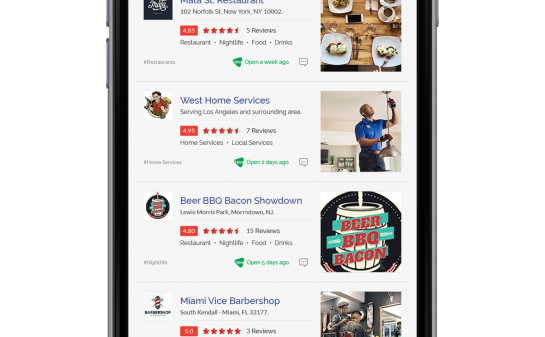 Mata St. Restaurant
102 Norfolk St. New York, NY 10002.
4.85 5 Reviews
Restaurant • Nightlife • Food • Drinks
#Restaurants
Open a week ago
West Home Services
Serving Los Angeles and surrounding area.
4.95 7 Reviews
Home Services • Local Services
#Home Services
Open 2 days ago
Beer BBQ Bacon Showdown
Lewis Morris Park, Morristown, NJ.
4.80 15 Reviews
Restaurant • Nightlife • Food • Drinks
#Nightlife
Open 5 days ago
BEER
BBQ
BACON
Miami Vice Barbershop
South Kendall - Miami, FL 33177.
BARBERSHOP
5.0 3 Reviews